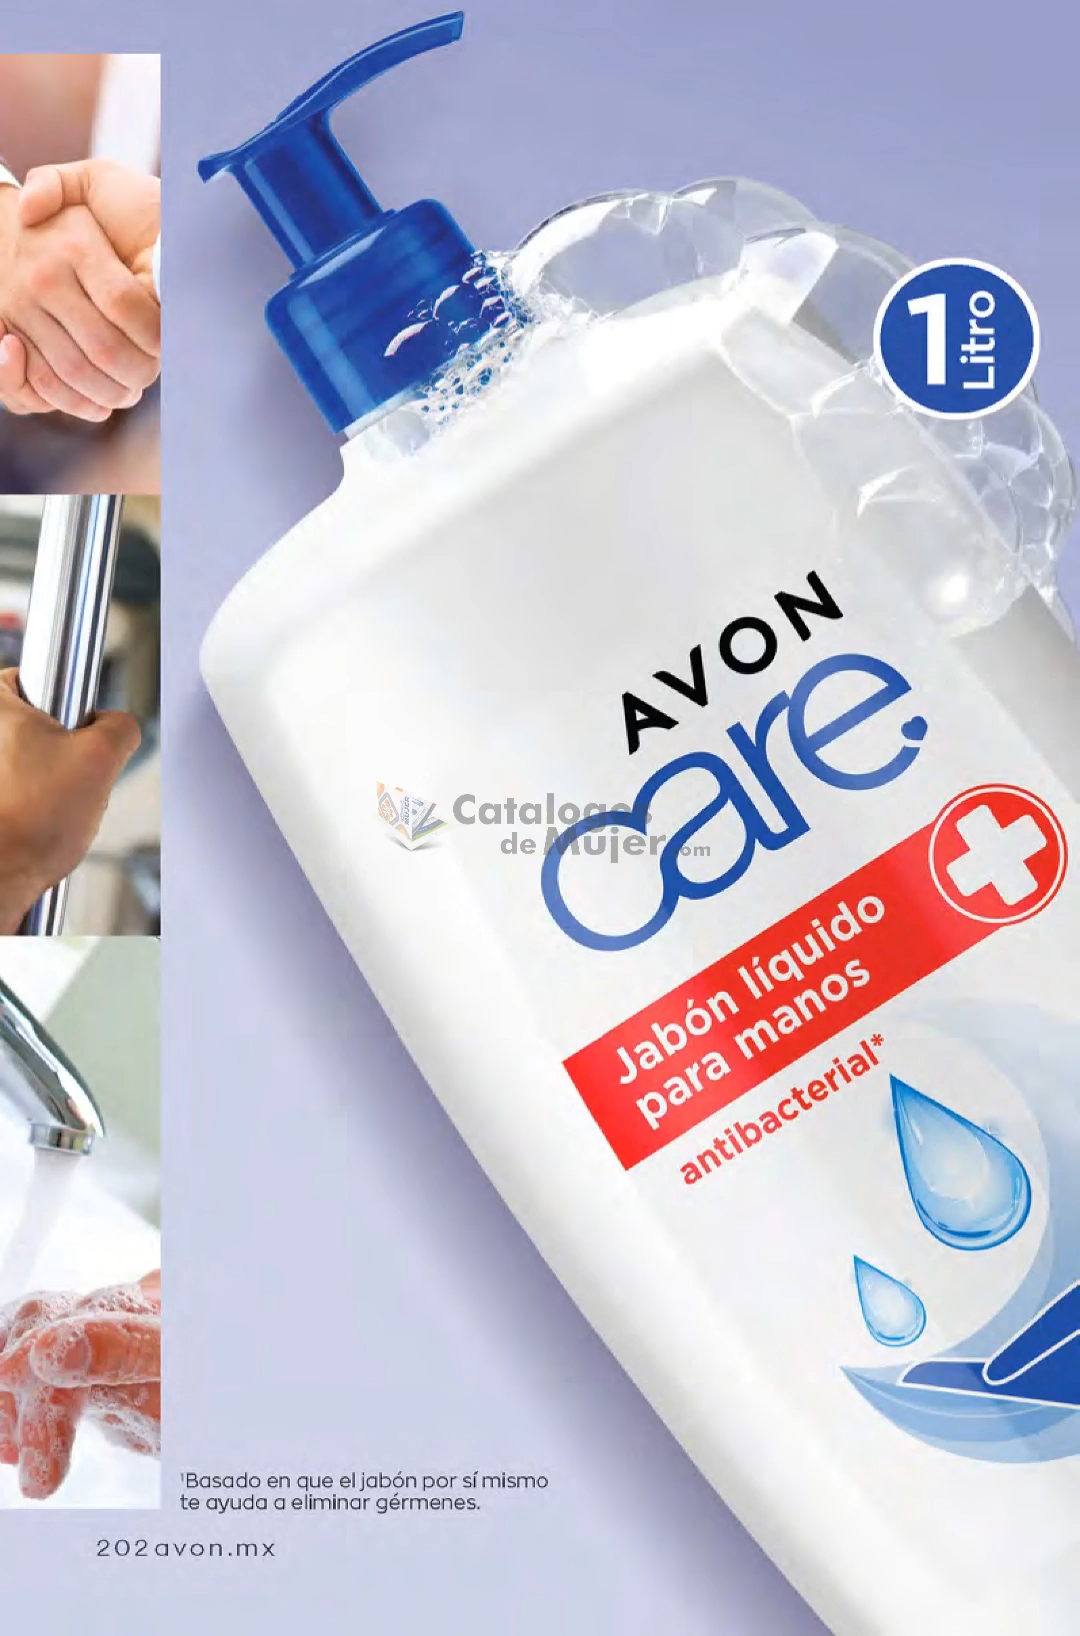 1
Litro
AVON
care
Jabón líquido
para manos
antibacterial*
Catalogos
de Mujer.com
MUJER
¹Basado en que el jabón por sí mismo
te ayuda a eliminar gérmenes.
202 avon.mx